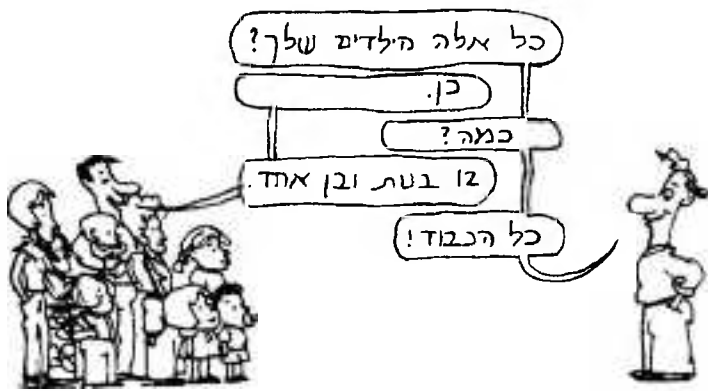 כל אלה הילדים שלך?
כן.
כמה?
12 בנות ובן אחד.
כל הכבוד!